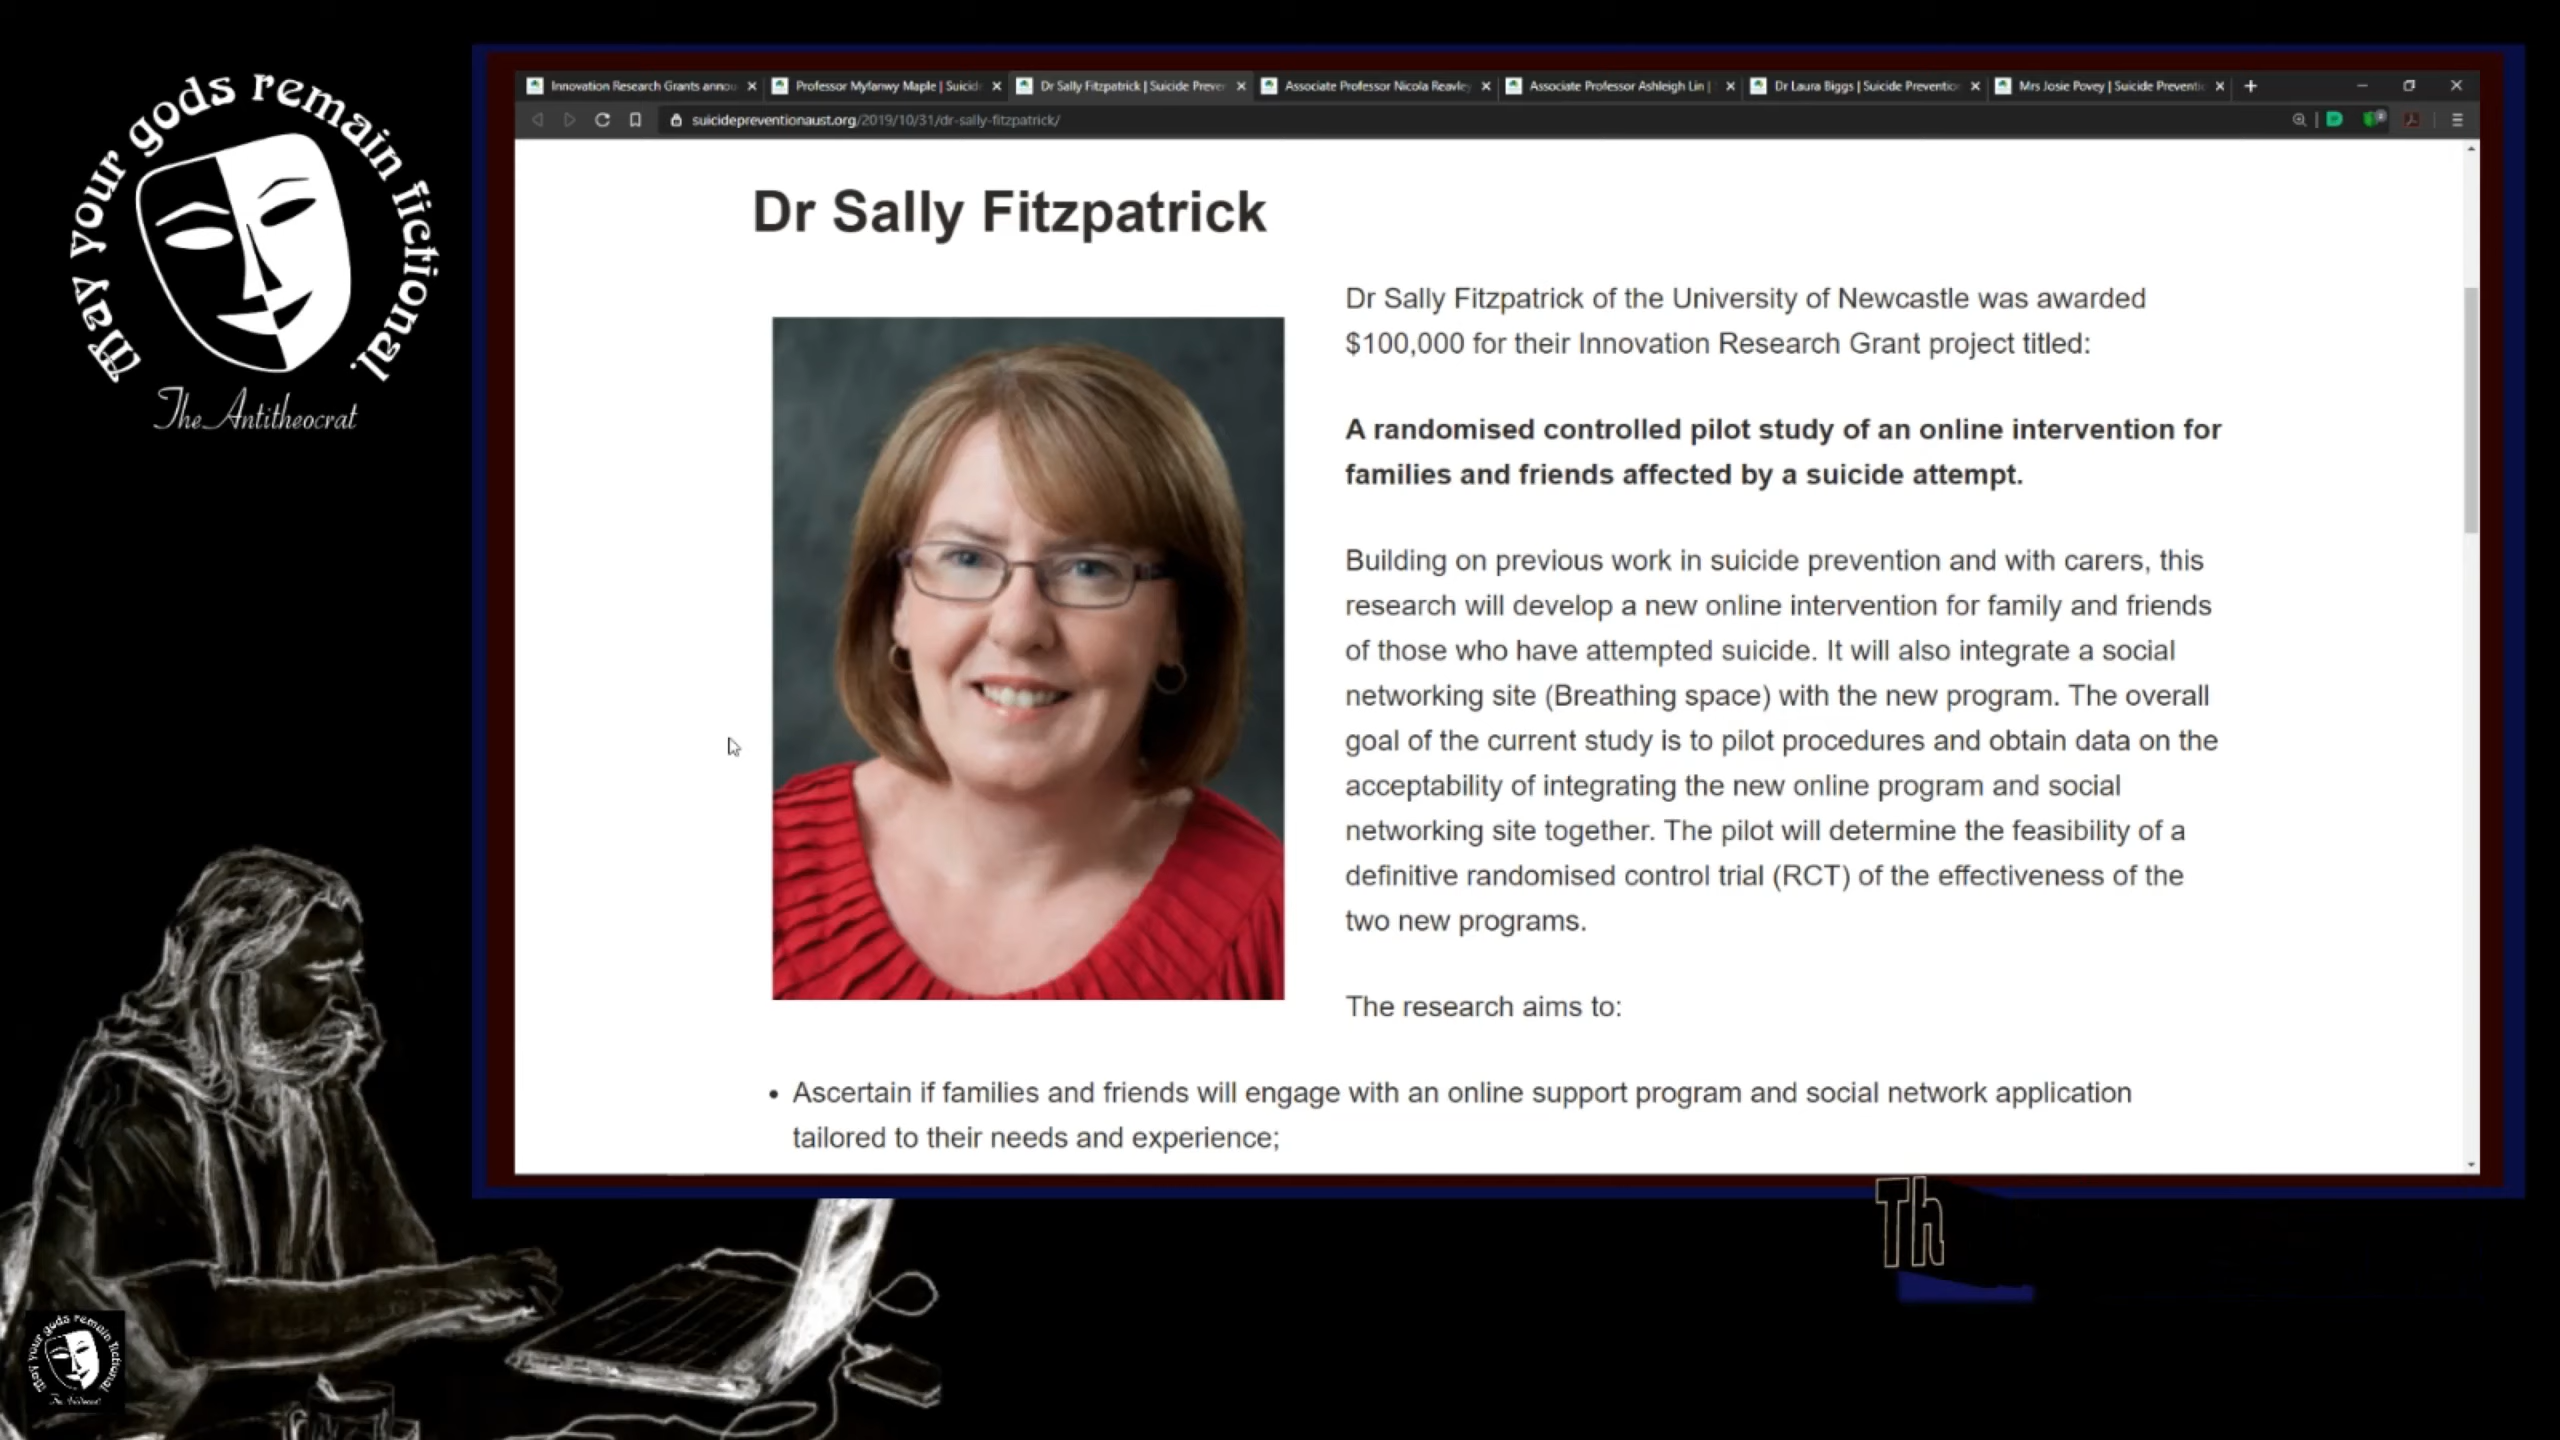 May your gods remain fictional.
The Antitheocrat
Innovation Research Grants annou
Professor Myfanwy Maple | Suicid
Dr Sally Fitzpatrick | Suicide Preve
Associate Professor Nicola Reavley
Associate Professor Ashleigh Lin |
Dr Laura Biggs | Suicide Preventio
Mrs Josie Povey | Suicide Preventi
suicidepreventionaust.org/2019/10/31/dr-sally-fitzpatrick/
Dr Sally Fitzpatrick
Dr Sally Fitzpatrick of the University of Newcastle was awarded
$100,000 for their Innovation Research Grant project titled:
A randomised controlled pilot study of an online intervention for
families and friends affected by a suicide attempt.
Building on previous work in suicide prevention and with carers, this
research will develop a new online intervention for family and friends
of those who have attempted suicide. It will also integrate a social
networking site (Breathing space) with the new program. The overall
goal of the current study is to pilot procedures and obtain data on the
acceptability of integrating the new online program and social
networking site together. The pilot will determine the feasibility of a
definitive randomised control trial (RCT) of the effectiveness of the
two new programs.
The research aims to:
• Ascertain if families and friends will engage with an online support program and social network application
tailored to their needs and experience;
Th
May your gods remain fictional.
The Antitheocrat